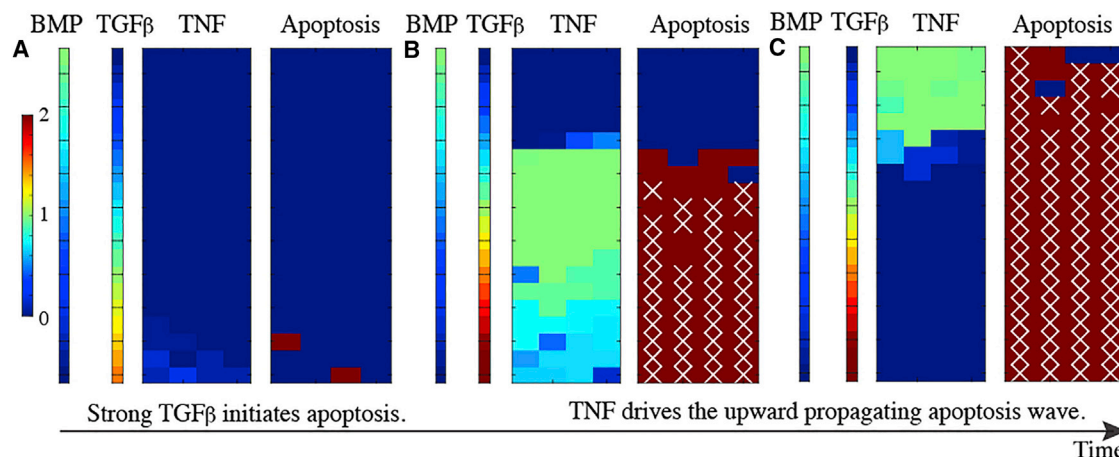 BMP TGFβ TNF Apoptosis BMP TGFβ TNF Apoptosis BMP TGFβ TNF Apoptosis
A B C
2
1
0
Strong TGFβ initiates apoptosis. TNF drives the upward propagating apoptosis wave.
Time